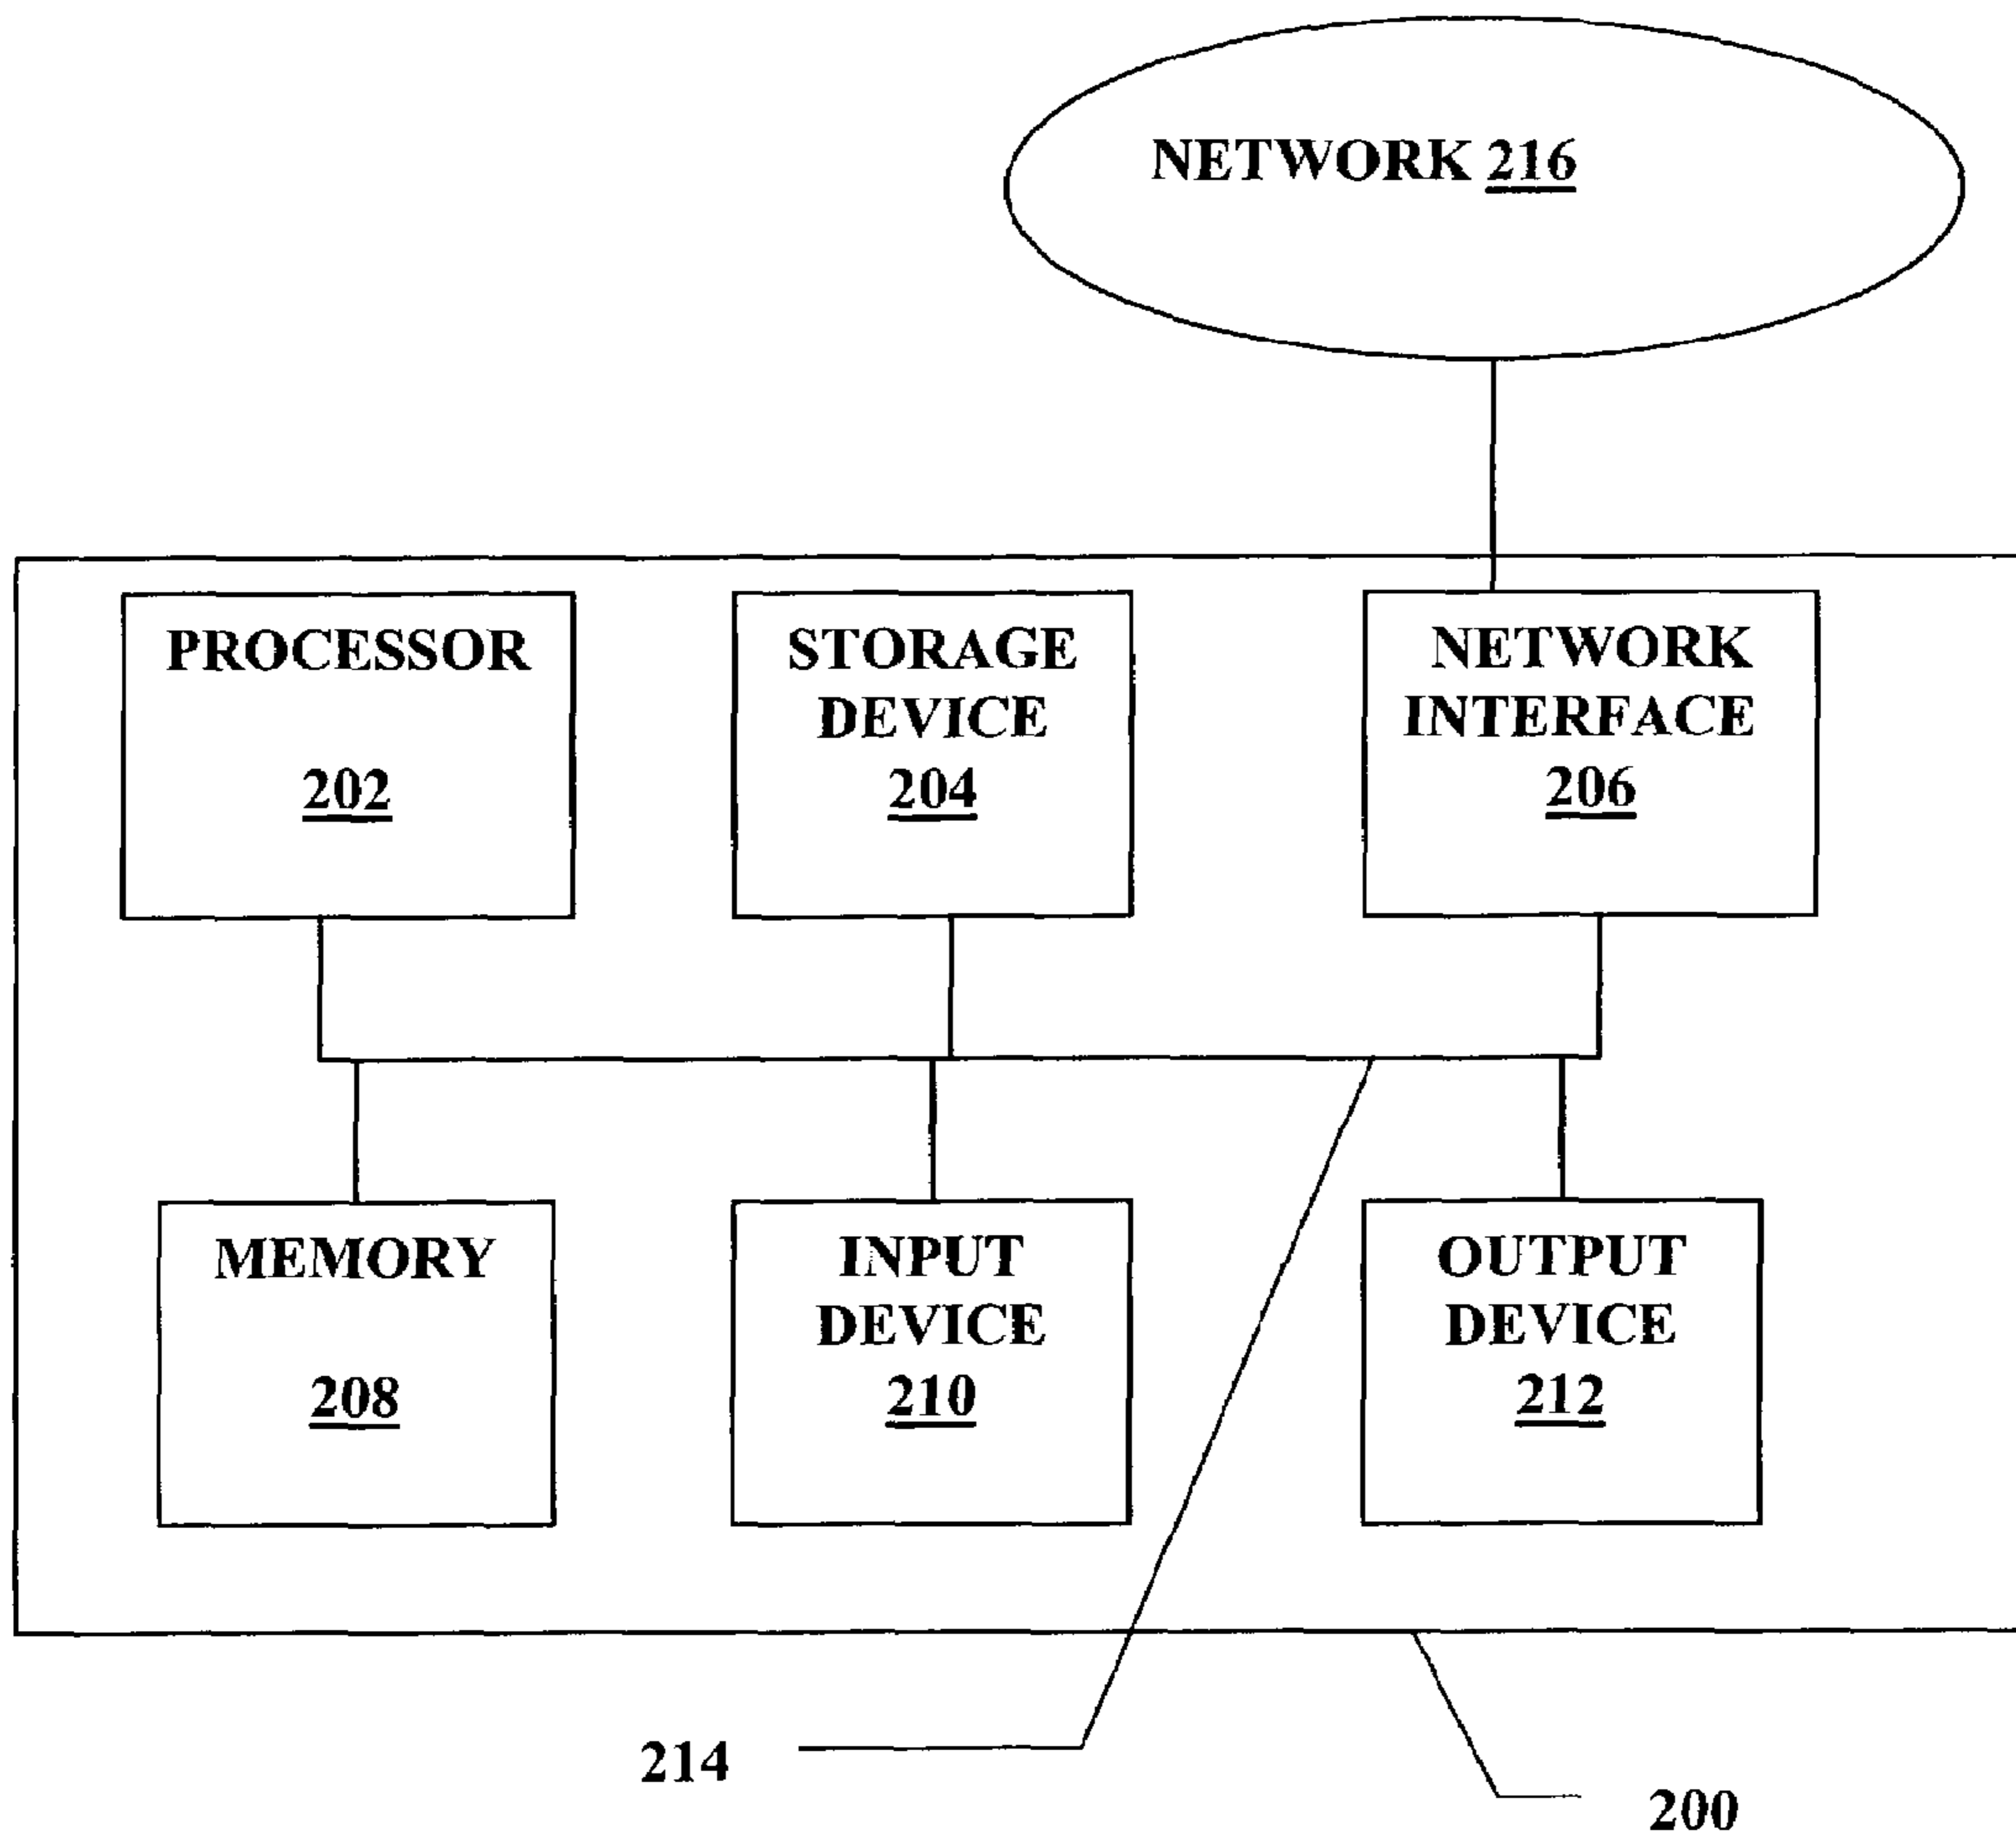 NETWORK 216
PROCESSOR
202
STORAGE
DEVICE
204
NETWORK
INTERFACE
206
MEMORY
208
INPUT
DEVICE
210
OUTPUT
DEVICE
212
214
200